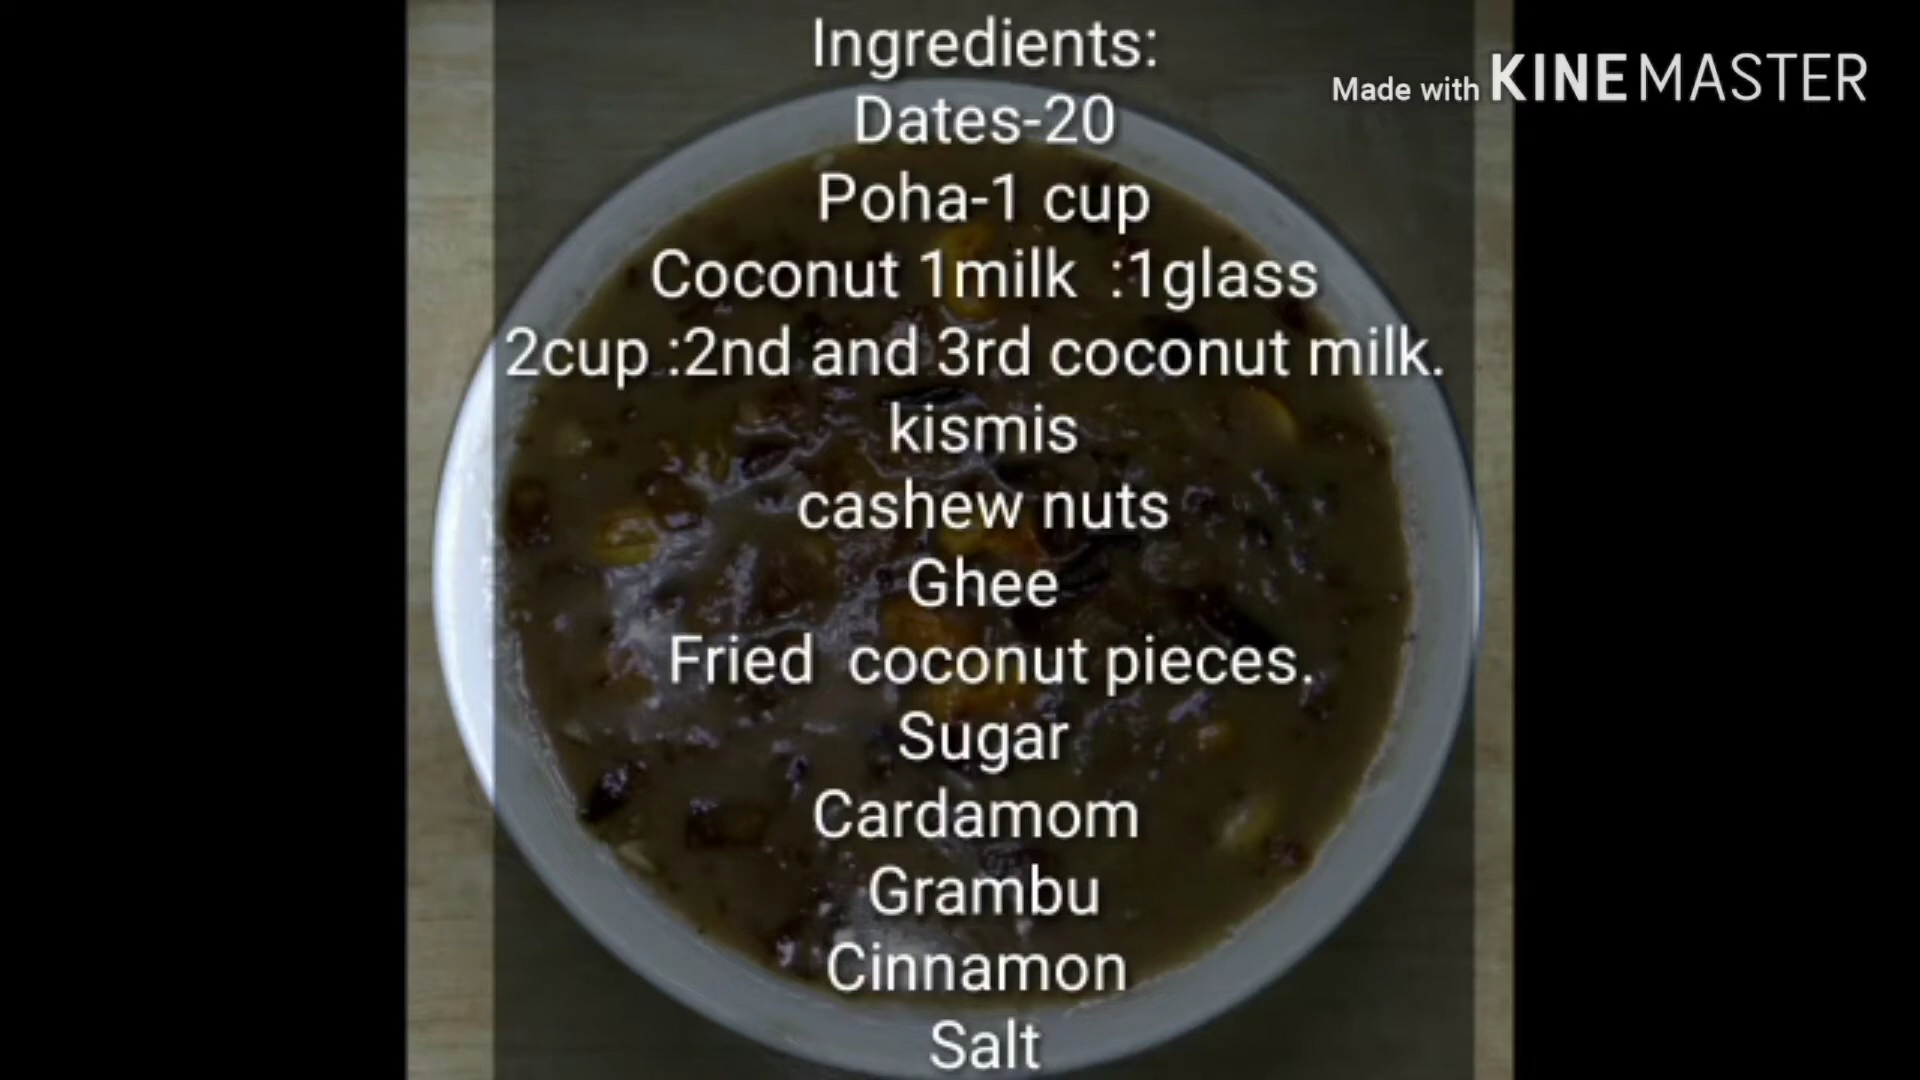 Ingredients:
Made with KINEMASTER
Dates-20
Poha-1 cup
Coconut 1milk  :1glass
2cup :2nd and 3rd coconut milk.
kismis
cashew nuts
Ghee
Fried  coconut pieces.
Sugar
Cardamom
Grambu
Cinnamon
Salt